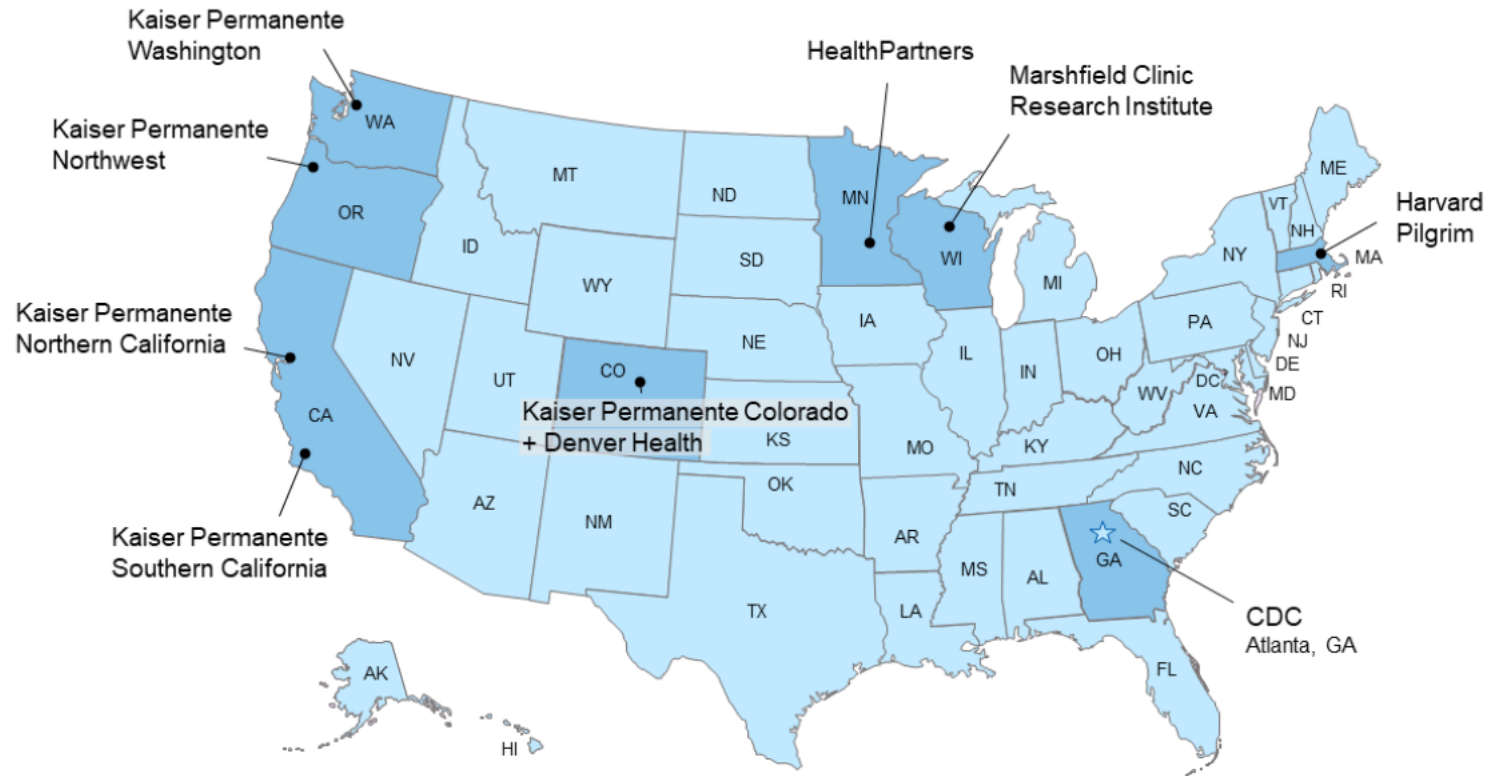 Kaiser Permanente
Washington
HealthPartners
Marshfield Clinic
Research Institute
Kaiser Permanente
Northwest
Harvard
Pilgrim
Kaiser Permanente
Northern California
Kaiser Permanente Colorado
+ Denver Health
Kaiser Permanente
Southern California
CDC
Atlanta, GA
WA
OR
CA
ID
NV
MT
WY
UT
AZ
CO
NM
ND
SD
NE
KS
OK
TX
MN
IA
MO
AR
LA
WI
IL
MI
IN
OH
KY
TN
MS
AL
GA
FL
SC
NC
VA
WV
DC
MD
DE
NJ
PA
NY
CT
RI
MA
VT
NH
ME
AK
HI